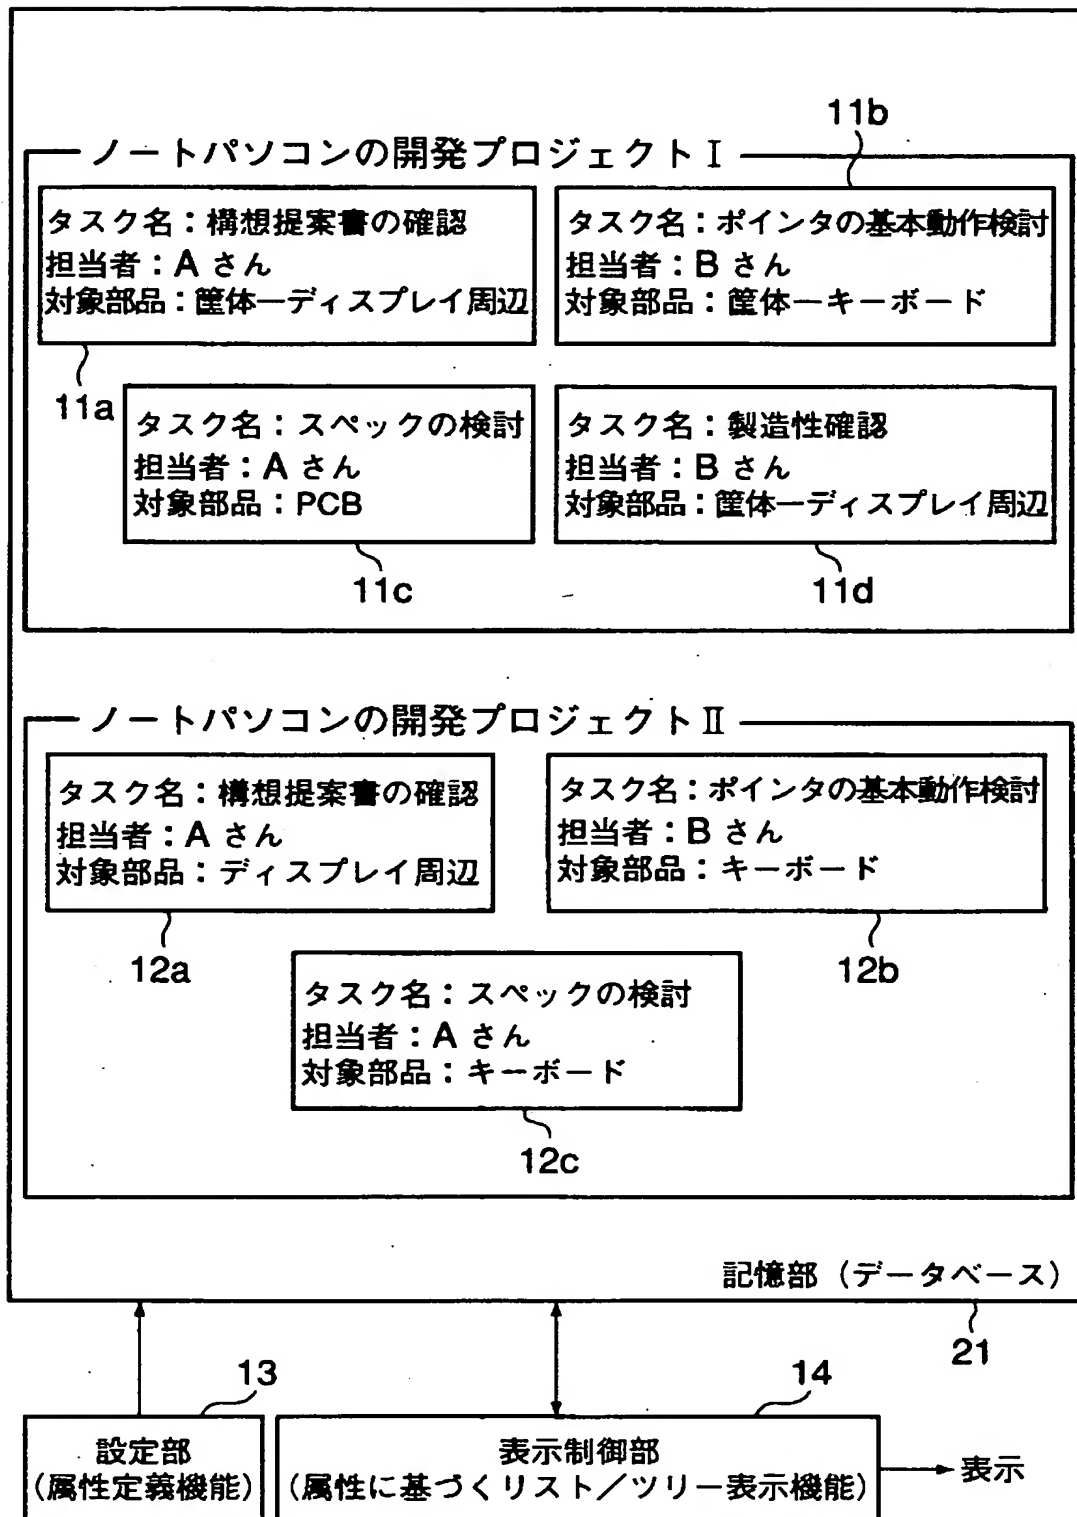 11b
ノートパソコンの開発プロジェクトⅠ
タスク名：構想提案書の確認
担当者：A さん
対象部品：筐体ーディスプレイ周辺
11a
タスク名：ポインタの基本動作検討
担当者：B さん
対象部品：筐体ーキーボード
タスク名：スペックの検討
担当者：A さん
対象部品：PCB
11c
タスク名：製造性確認
担当者：B さん
対象部品：筐体ーディスプレイ周辺
11d
ノートパソコンの開発プロジェクトⅡ
タスク名：構想提案書の確認
担当者：A さん
対象部品：ディスプレイ周辺
12a
タスク名：ポインタの基本動作検討
担当者：B さん
対象部品：キーボード
12b
タスク名：スペックの検討
担当者：A さん
対象部品：キーボード
12c
記憶部（データベース）
21
13
設定部
(属性定義機能)
14
表示制御部
(属性に基づくリスト／ツリー表示機能)
表示